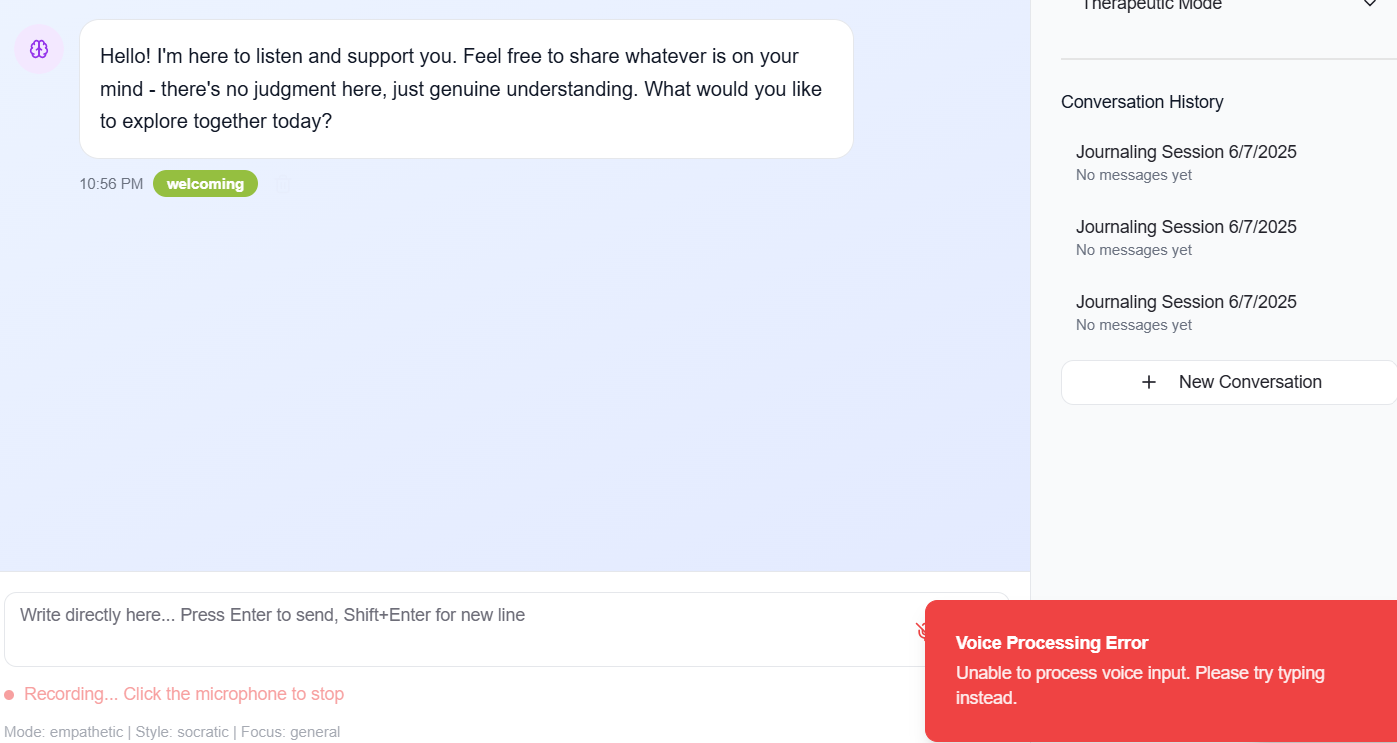 Hello! I'm here to listen and support you. Feel free to share whatever is on your
mind - there's no judgment here, just genuine understanding. What would you like
to explore together today?
10:56 PM welcoming
Therapeutic Mode
Conversation History
Journaling Session 6/7/2025
No messages yet
Journaling Session 6/7/2025
No messages yet
Journaling Session 6/7/2025
No messages yet
+ New Conversation
Write directly here... Press Enter to send, Shift+Enter for new line
Recording... Click the microphone to stop
Mode: empathetic | Style: socratic | Focus: general
Voice Processing Error
Unable to process voice input. Please try typing
instead.